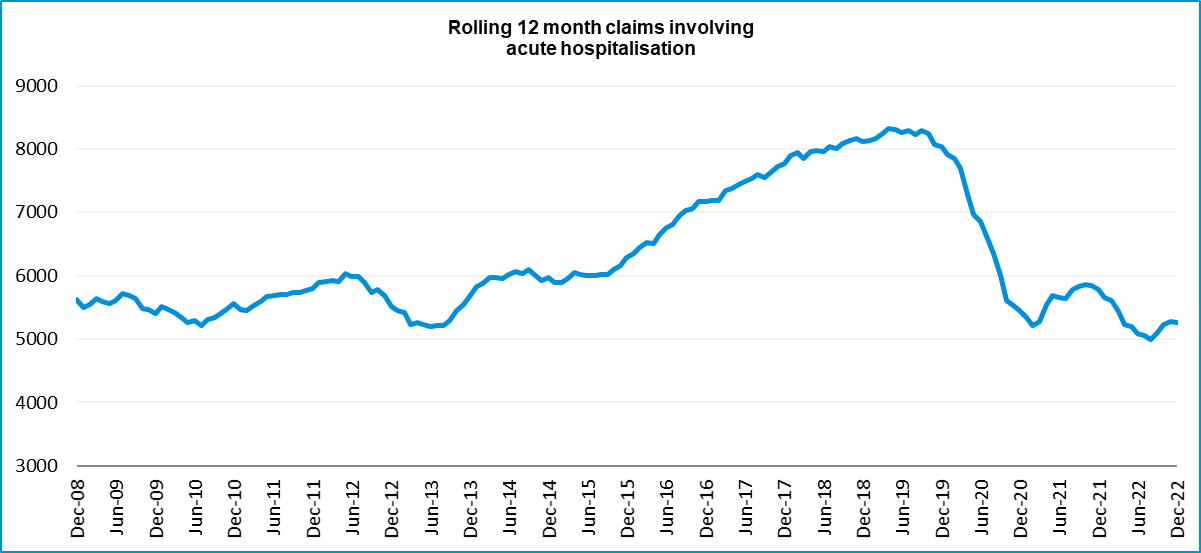 Rolling 12 month claims involving
acute hospitalisation
9000
8000
7000
6000
5000
4000
3000
Dec-08
Jun-09
Dec-09
Jun-10
Dec-10
Jun-11
Dec-11
Jun-12
Dec-12
Jun-13
Dec-13
Jun-14
Dec-14
Jun-15
Dec-15
Jun-16
Dec-16
Jun-17
Dec-17
Jun-18
Dec-18
Jun-19
Dec-19
Jun-20
Dec-20
Jun-21
Dec-21
Jun-22
Dec-22